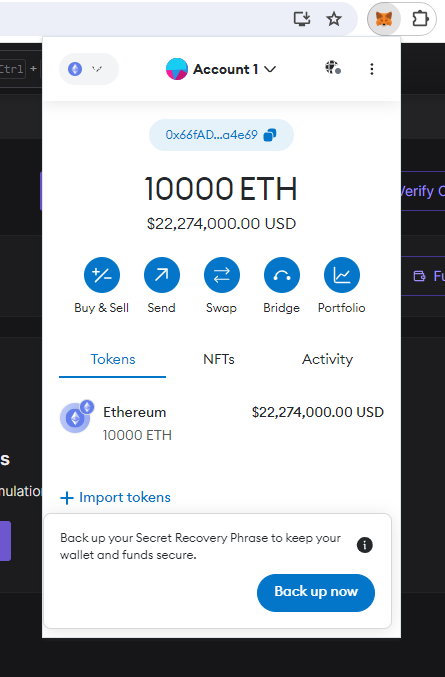 Ctrl +
Account 1
0x66fAD...a4e69
10000 ETH
$22,274,000.00 USD
Buy & Sell Send Swap Bridge Portfolio
Verify C
Fu
Tokens NFTs Activity
Ethereum $22,274,000.00 USD
10000 ETH
s
mulation
+ Import tokens
Back up your Secret Recovery Phrase to keep your
wallet and funds secure.
Back up now